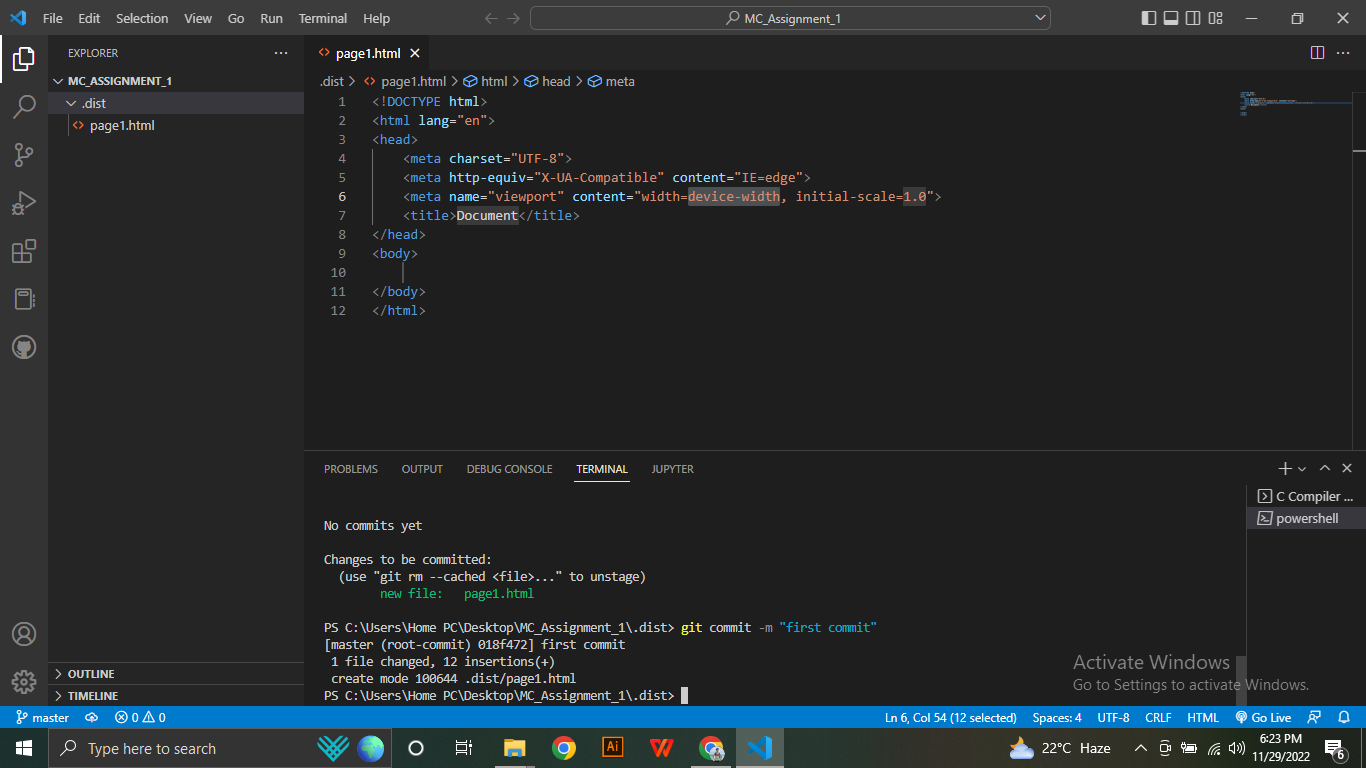 File Edit Selection View Go Run Terminal Help MC_Assignment_1
EXPLORER
MC_ASSIGNMENT_1
.dist
page1.html
OUTLINE
TIMELINE
page1.html
.dist > page1.html > html > head > meta
1 <!DOCTYPE html>
2 <html lang="en">
3 <head>
4 <meta charset="UTF-8">
5 <meta http-equiv="X-UA-Compatible" content="IE=edge">
6 <meta name="viewport" content="width=device-width, initial-scale=1.0">
7 <title>Document</title>
8 </head>
9 <body>
10
11 </body>
12 </html>
PROBLEMS OUTPUT DEBUG CONSOLE TERMINAL JUPYTER
C Compiler ...
powershell
No commits yet
Changes to be committed:
(use "git rm --cached <file>..." to unstage)
new file: page1.html
PS C:\Users\Home PC\Desktop\MC_Assignment_1\.dist> git commit -m "first commit"
[master (root-commit) 018f472] first commit
1 file changed, 12 insertions(+)
create mode 100644 .dist/page1.html
PS C:\Users\Home PC\Desktop\MC_Assignment_1\.dist>
Activate Windows
Go to Settings to activate Windows.
master 0 0 Ln 6, Col 54 (12 selected) Spaces: 4 UTF-8 CRLF HTML Go Live
Type here to search Ai W 22°C Haze 6:23 PM
11/29/2022 6